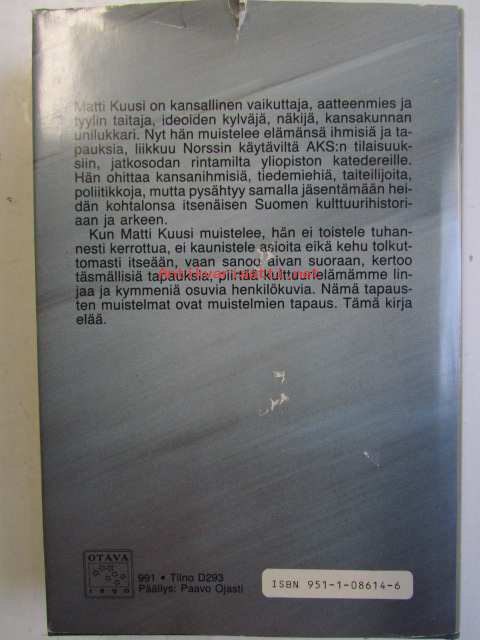 Matti Kuusi on kansallinen vaikuttaja, aatteenmies ja
tyylin taitaja, ideoiden kylväjä, näkijä, kansakunnan
unilukkari. Nyt hän muistelee elämänsä ihmisiä ja ta-
pauksia, liikkuu Norssin käytäviltä AKS:n tilaisuuk-
siin, jatkosodan rintamilta yliopiston katedereille.
Hän ohittaa kansanihmisiä, tiedemiehiä, taiteilijoita,
poliitikkoja, mutta pysähtyy samalla jäsentämään hei-
dän kohtalonsa itsenäisen Suomen kulttuurihistori-
aan ja arkeen.
Kun Matti Kuusi muistelee, hän ei toistele tuhan-
nesti kerrottua, ei kaunistele asioita eikä kehu tolkut-
tomasti itseään, vaan sanoo aivan suoraan, kertoo
täsmällisiä tapauksia, piirtää kulttuurielämämme lin-
jaa ja kymmeniä osuvia henkilökuvia. Nämä tapaus-
ten muistelmat ovat muistelmien tapaus. Tämä kirja
elää.
OTAVA
1890
991 • Tilno D293
Päällys: Paavo Ojasti
ISBN 951-1-08614-6